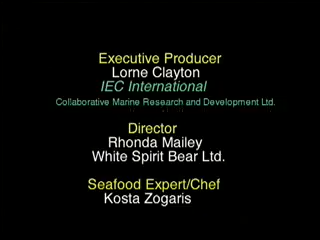 Executive Producer
Lorne Clayton
IEC International
Collaborative Marine Research and Development Ltd.
Director
Rhonda Mailey
White Spirit Bear Ltd.
Seafood Expert/Chef
Kosta Zogaris